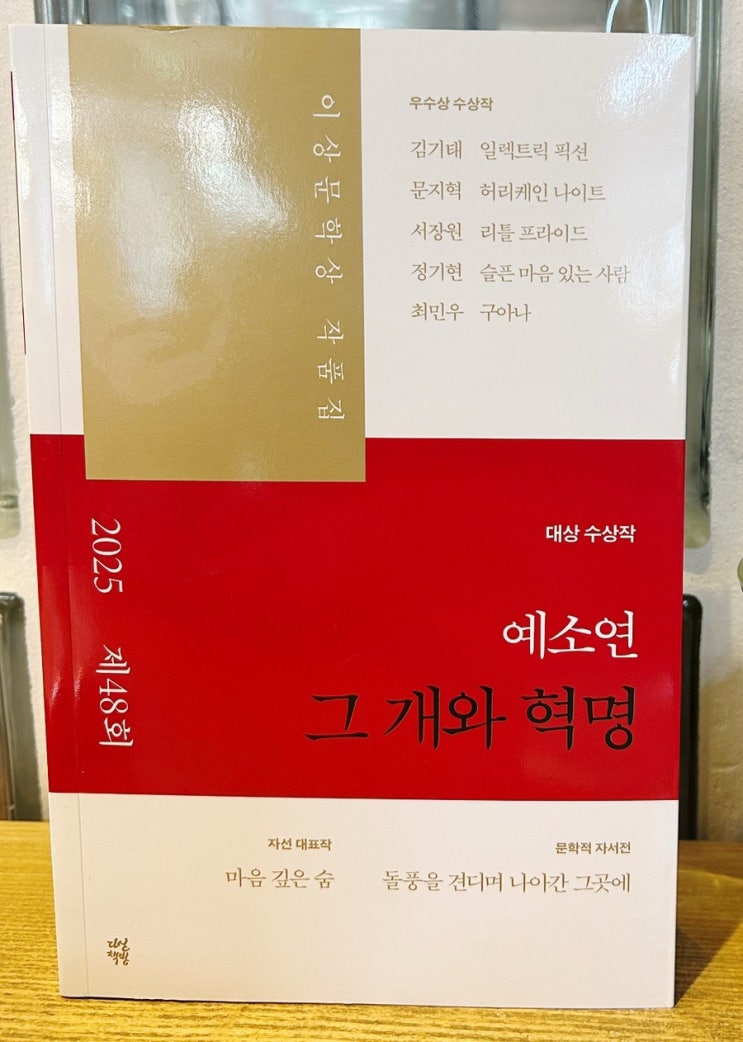 이상문학상 작품집
우수상 수상작
김기태 일렉트릭 픽션
문지혁 허리케인 나이트
서장원 리틀 프라이드
정기현 슬픈 마음 있는 사람
최민우 구아나
2025 제48회
대상 수상작
예소연
그 개와 혁명
자선 대표작
마음 깊은 숨
문학적 자서전
돌풍을 견디며 나아간 그곳에
다산
책방